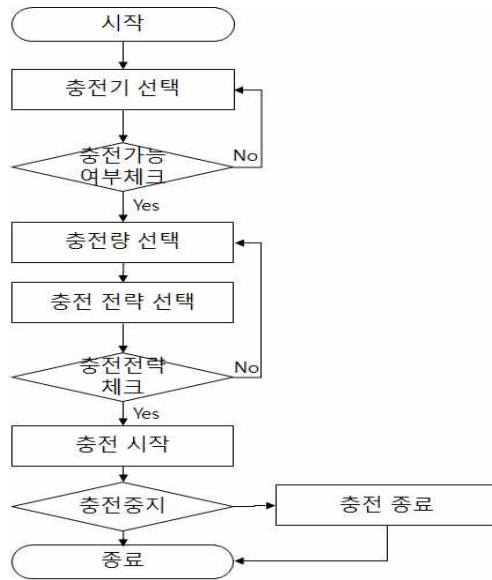 시작
충전기 선택
충전가능
여부체크
No
Yes
충전량 선택
충전 전략 선택
충전전략
체크
No
Yes
충전 시작
충전중지
충전 종료
종료